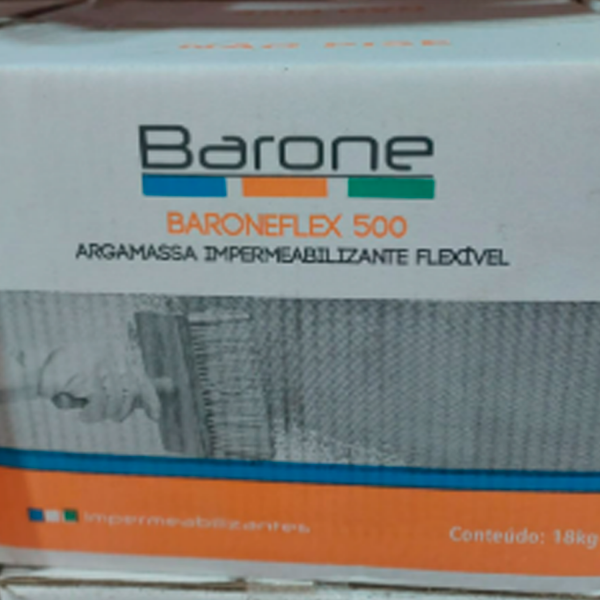 Barone
BARONEFLEX 500
ARGAMASSA IMPERMEABILIZANTE FLEXÍVEL
impermeabilizantes
Conteúdo: 18kg